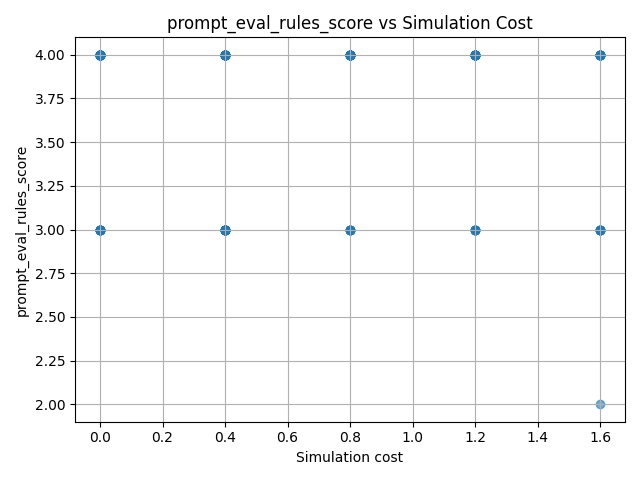 prompt_eval_rules_score vs Simulation Cost
prompt_eval_rules_score
4.00
3.75
3.50
3.25
3.00
2.75
2.50
2.25
2.00
0.0 0.2 0.4 0.6 0.8 1.0 1.2 1.4 1.6
Simulation cost